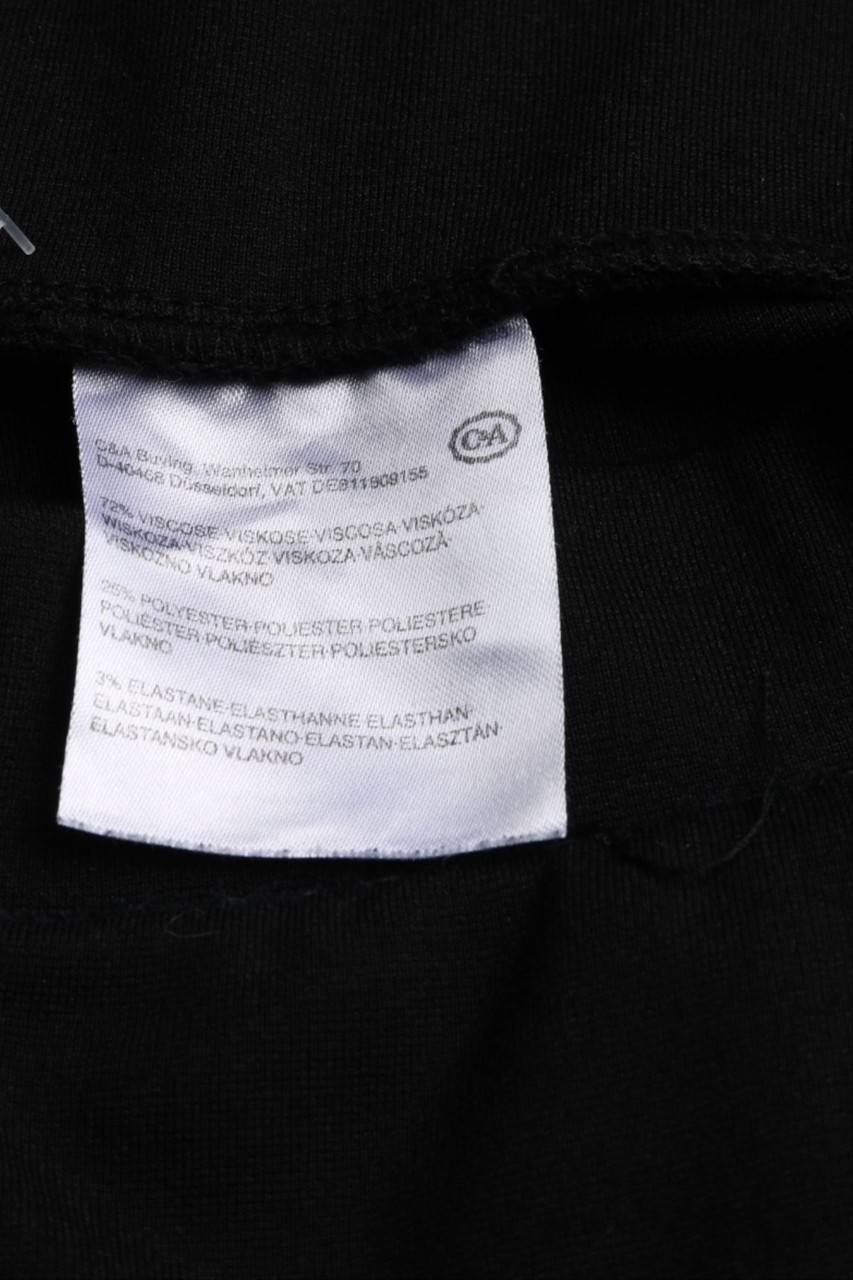 C&A
C&A Buying, Wanheimer Str. 70
D-40468 Düsseldorf, VAT DE811909155
72% VISCOSE·VISKOSE·VISCOSA·VISKÓZA·
WISKOZA·VISZKÓZ·VISKOZA·VÂSCOZĂ·
VISKOZNO VLAKNO
25% POLYESTER·POLIESTER·POLIESTERE·
POLIÉSTER·POLIÉSZTER·POLIESTERSKO
VLAKNO
3% ELASTANE·ELASTHANNE·ELASTHAN·
ELASTAAN·ELASTANO·ELASTAN·ELASZTÁN·
ELASTANSKO VLAKNO